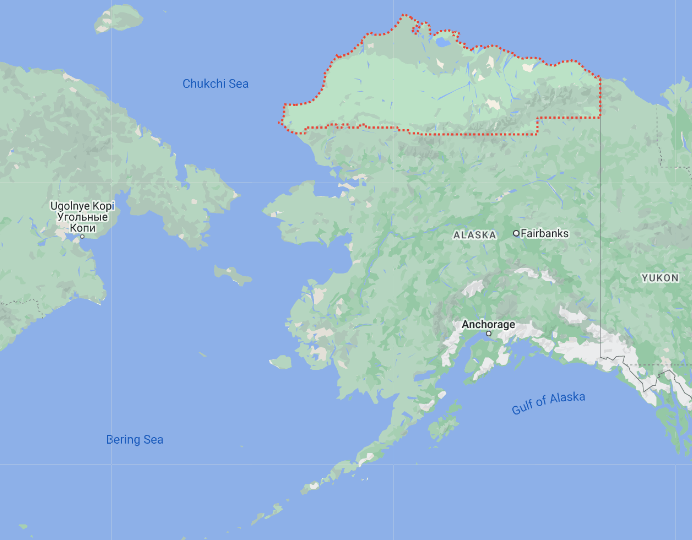 Chukchi Sea
Ugolnye Kopi
Угольные
Копи
ALASKA
Fairbanks
YUKON
Anchorage
Gulf of Alaska
Bering Sea